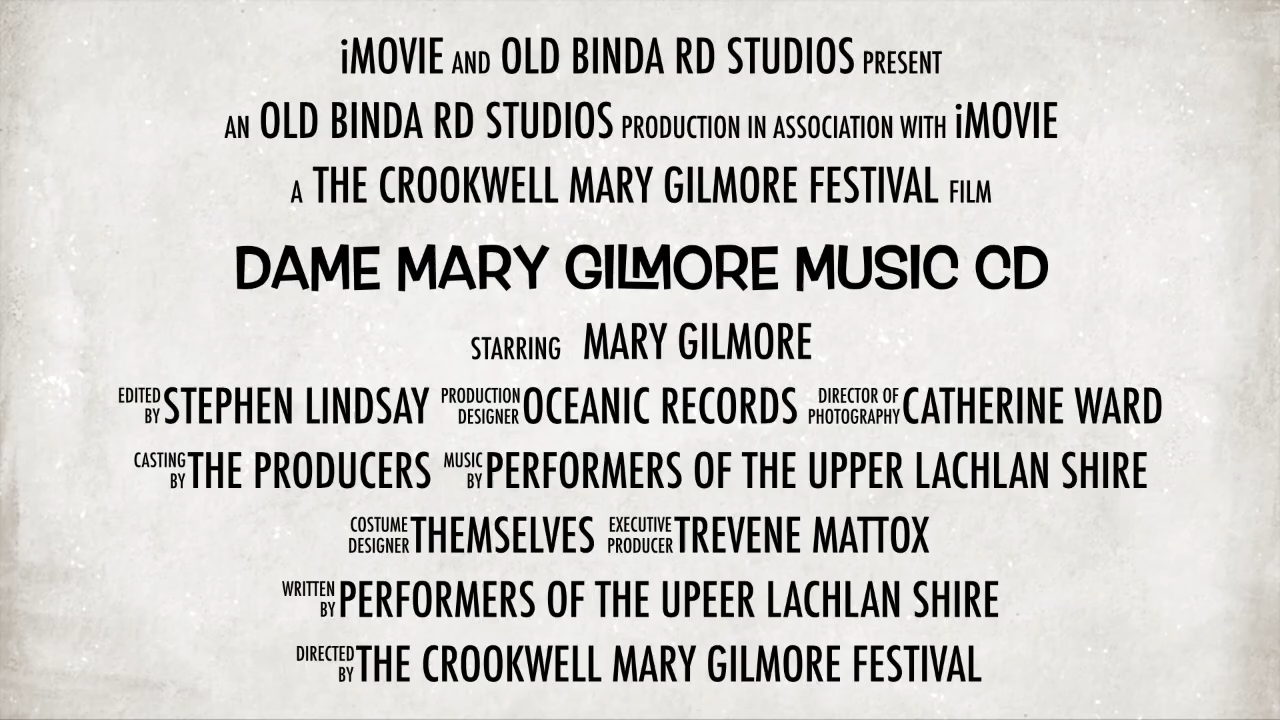 iMOVIE AND OLD BINDA RD STUDIOS PRESENT
AN OLD BINDA RD STUDIOS PRODUCTION IN ASSOCIATION WITH iMOVIE
A THE CROOKWELL MARY GILMORE FESTIVAL FILM
DAME MARY GILMORE MUSIC CD
STARRING MARY GILMORE
EDITED BY STEPHEN LINDSAY PRODUCTION DESIGNER OCEANIC RECORDS DIRECTOR OF PHOTOGRAPHY CATHERINE WARD
CASTING BY THE PRODUCERS MUSIC BY PERFORMERS OF THE UPPER LACHLAN SHIRE
COSTUME DESIGNER THEMSELVES EXECUTIVE PRODUCER TREVENE MATTOX
WRITTEN BY PERFORMERS OF THE UPEER LACHLAN SHIRE
DIRECTED BY THE CROOKWELL MARY GILMORE FESTIVAL